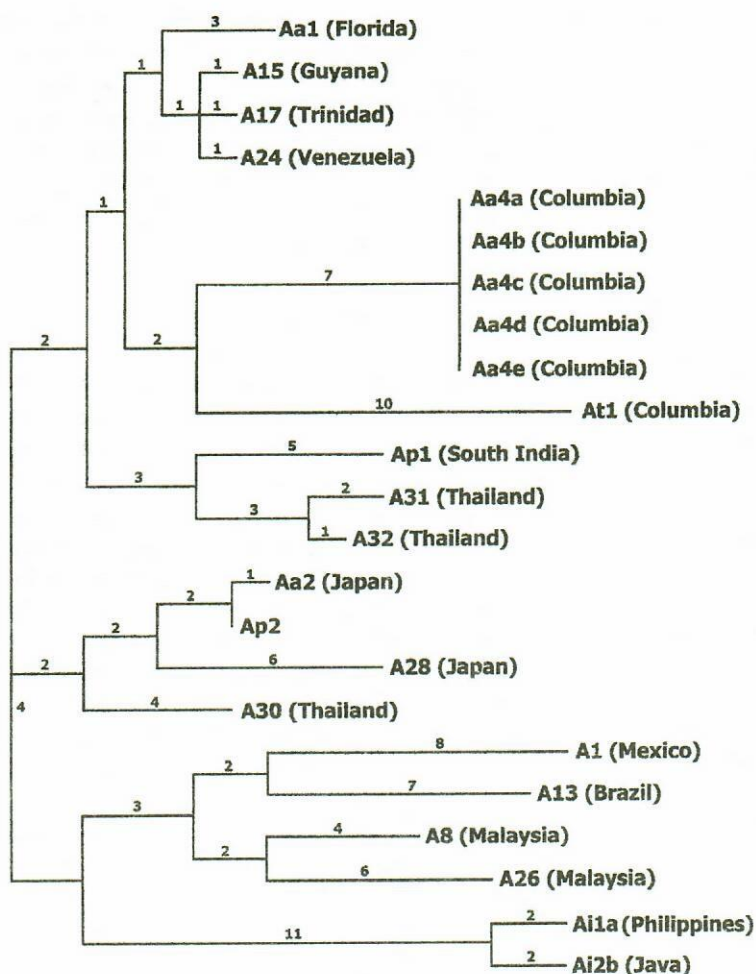 3
Aa1 (Florida)
1
1
A15 (Guyana)
1
1
A17 (Trinidad)
1
A24 (Venezuela)
1
Aa4a (Columbia)
Aa4b (Columbia)
7
Aa4c (Columbia)
Aa4d (Columbia)
2
2
Aa4e (Columbia)
10
At1 (Columbia)
5
Ap1 (South India)
3
2
A31 (Thailand)
3
1
A32 (Thailand)
1
Aa2 (Japan)
2
Ap2
2
6
A28 (Japan)
2
4
A30 (Thailand)
4
8
A1 (Mexico)
2
7
A13 (Brazil)
3
4
A8 (Malaysia)
2
6
A26 (Malaysia)
2
Ai1a (Philippines)
11
2
Ai2b (Java)